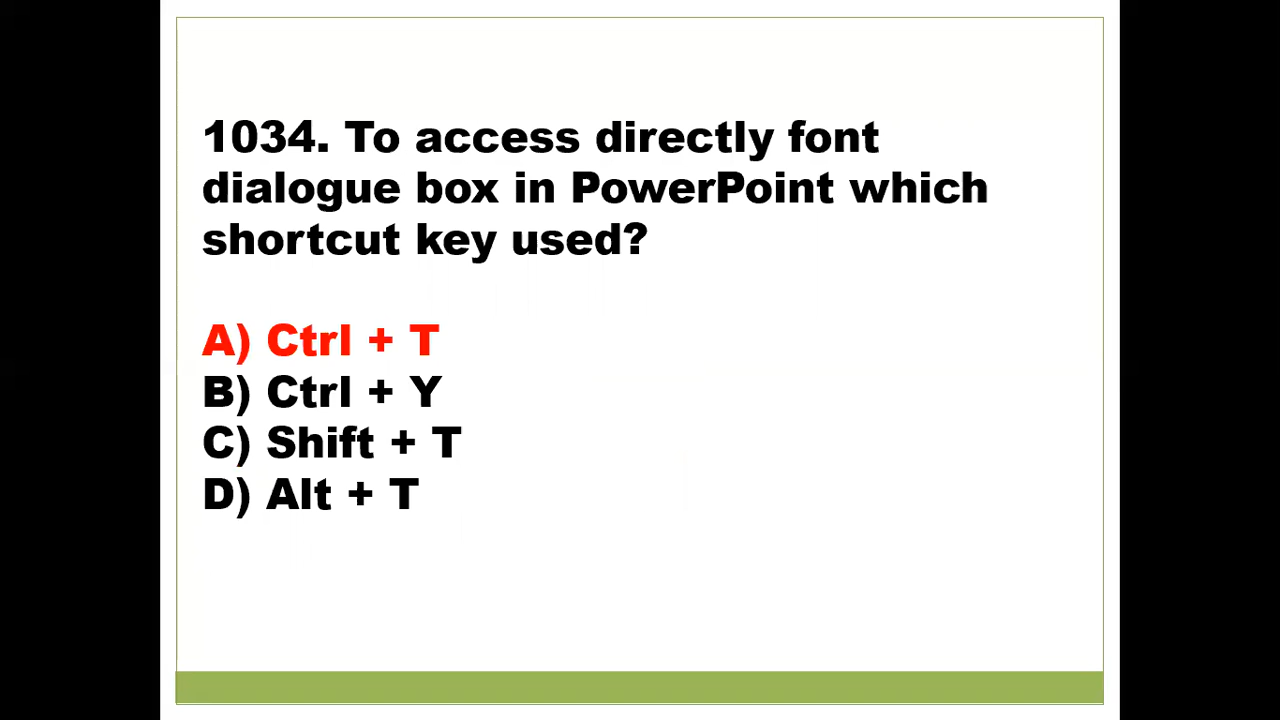 1034. To access directly font
dialogue box in PowerPoint which
shortcut key used?
A) Ctrl + T
B) Ctrl + Y
C) Shift + T
D) Alt + T